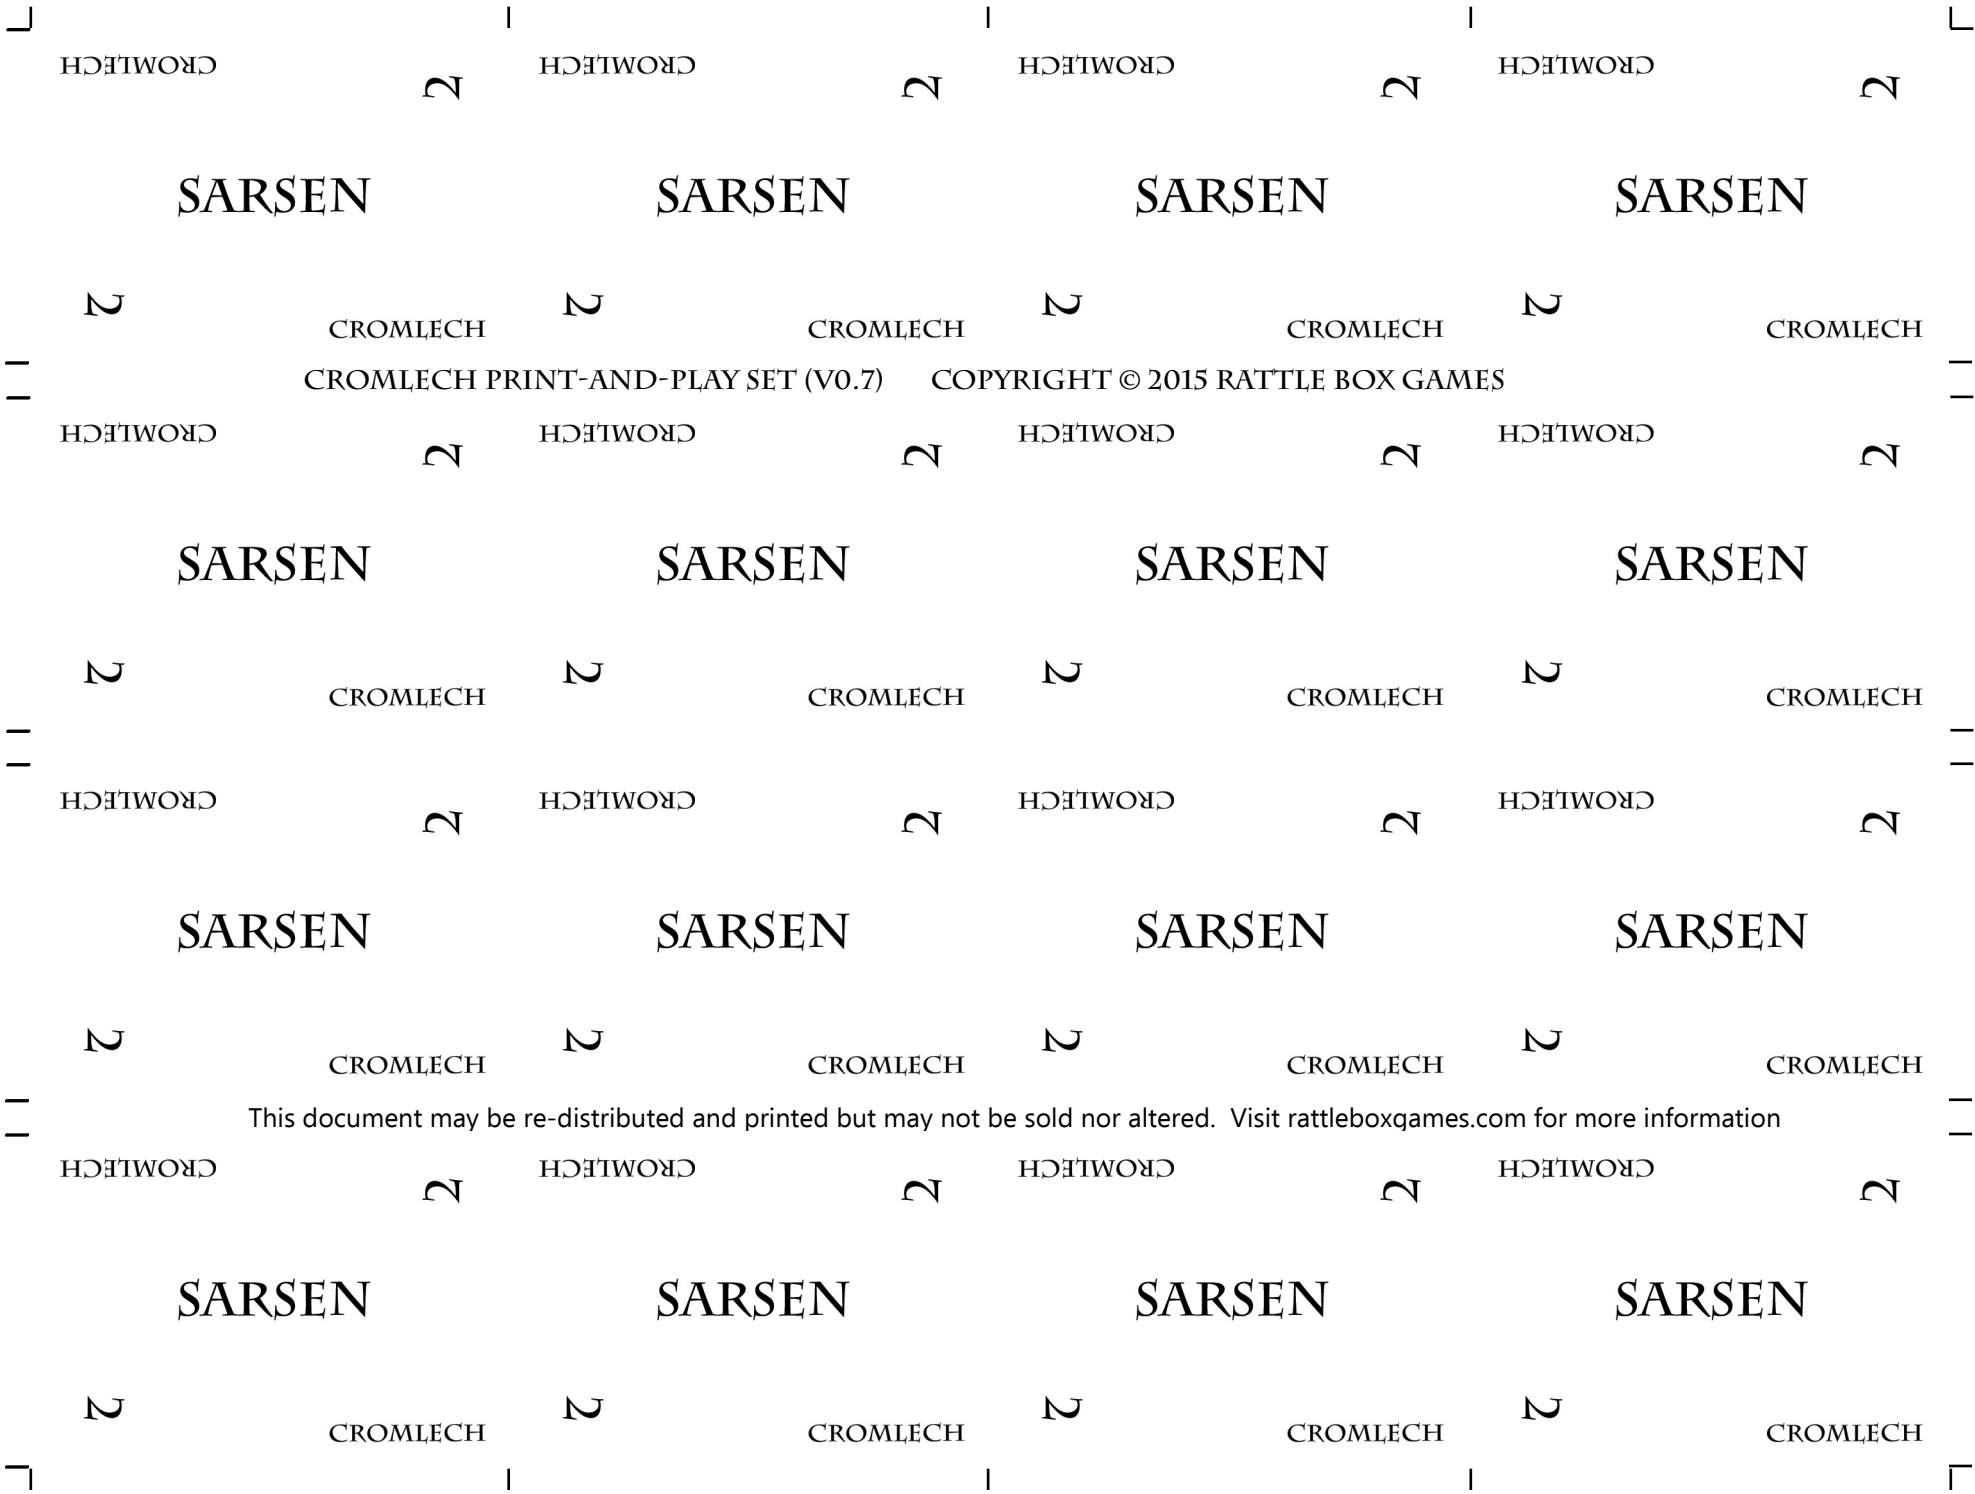 CROMLECH 2 CROMLECH 2 CROMLECH 2 CROMLECH 2
SARSEN SARSEN SARSEN SARSEN
2 CROMLECH 2 CROMLECH 2 CROMLECH 2 CROMLECH
CROMLECH PRINT-AND-PLAY SET (V0.7) COPYRIGHT © 2015 RATTLE BOX GAMES
CROMLECH 2 CROMLECH 2 CROMLECH 2 CROMLECH 2
SARSEN SARSEN SARSEN SARSEN
2 CROMLECH 2 CROMLECH 2 CROMLECH 2 CROMLECH
CROMLECH 2 CROMLECH 2 CROMLECH 2 CROMLECH 2
SARSEN SARSEN SARSEN SARSEN
2 CROMLECH 2 CROMLECH 2 CROMLECH 2 CROMLECH
This document may be re-distributed and printed but may not be sold nor altered. Visit rattleboxgames.com for more information
CROMLECH 2 CROMLECH 2 CROMLECH 2 CROMLECH 2
SARSEN SARSEN SARSEN SARSEN
2 CROMLECH 2 CROMLECH 2 CROMLECH 2 CROMLECH